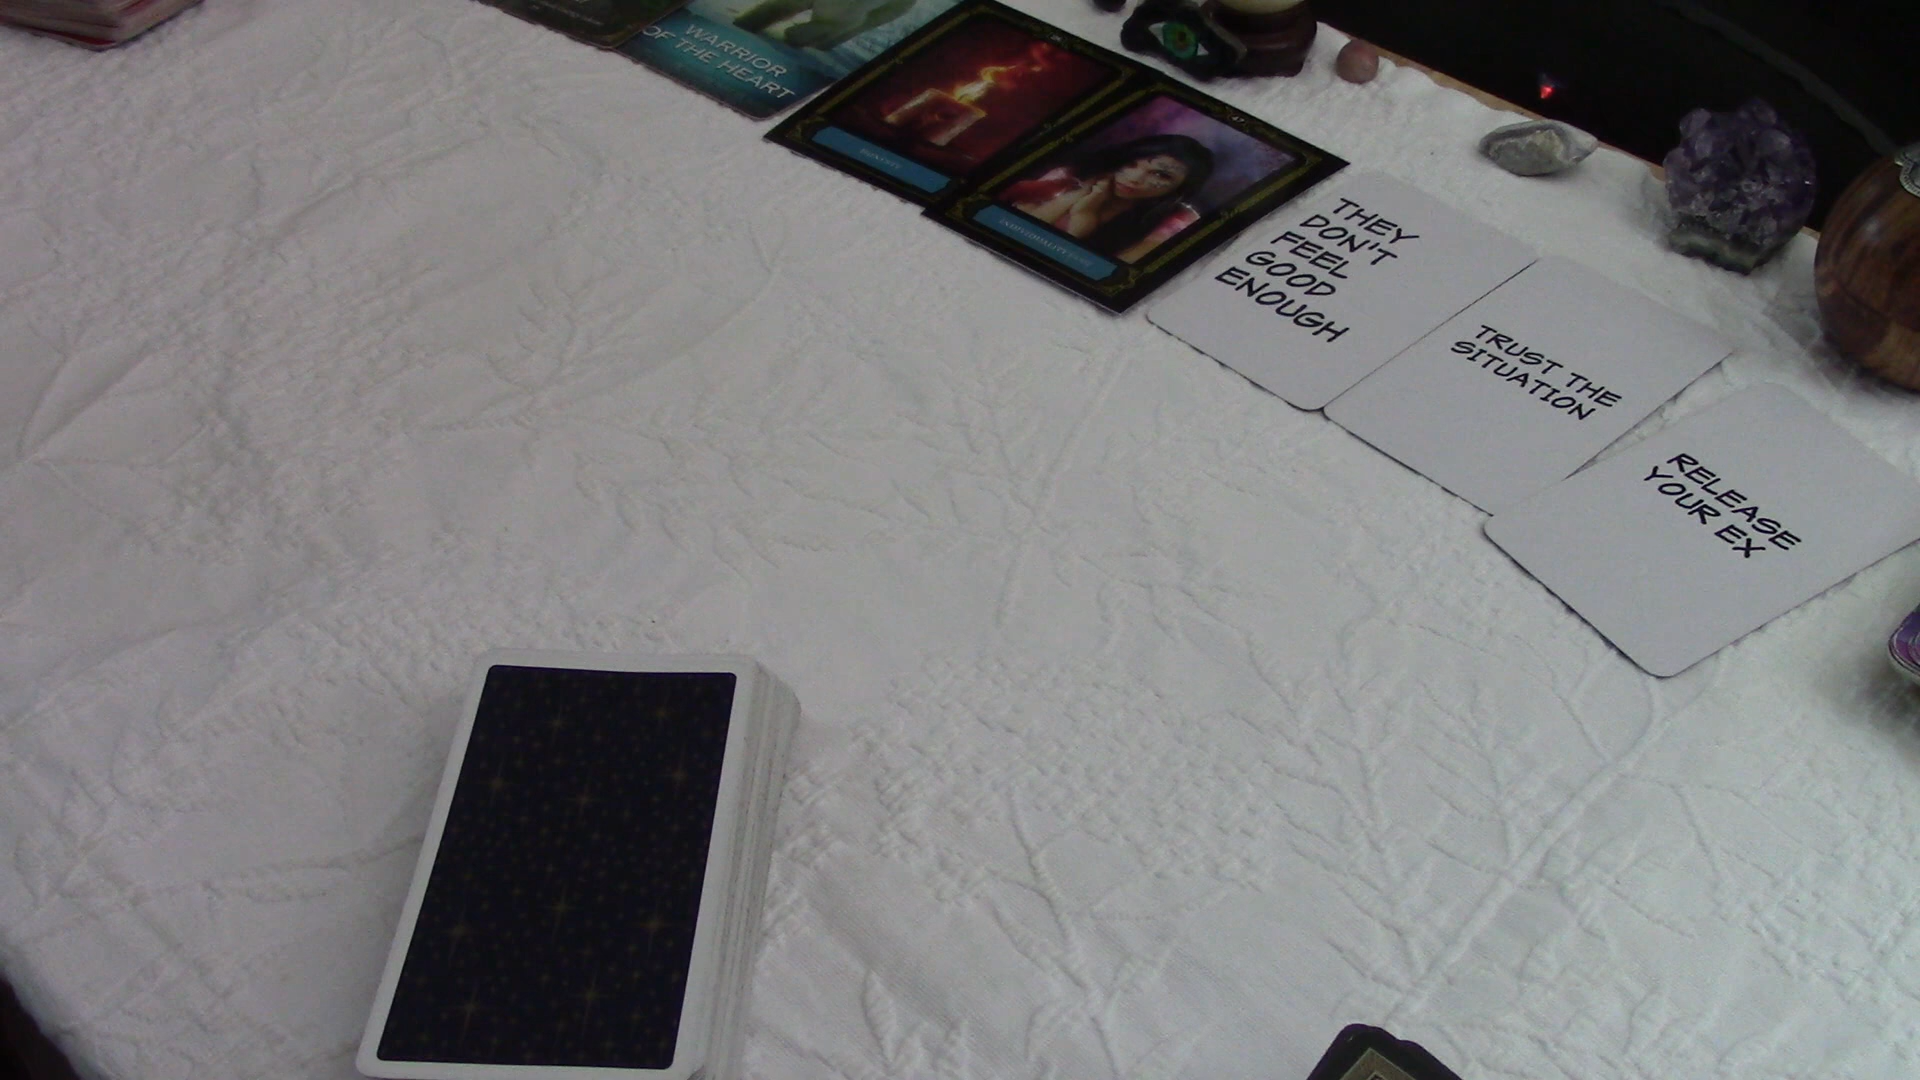 WARRIOR
OF THE HEART
THEY
DON'T
FEEL
GOOD
ENOUGH
TRUST THE
SITUATION
RELEASE
YOUR EX